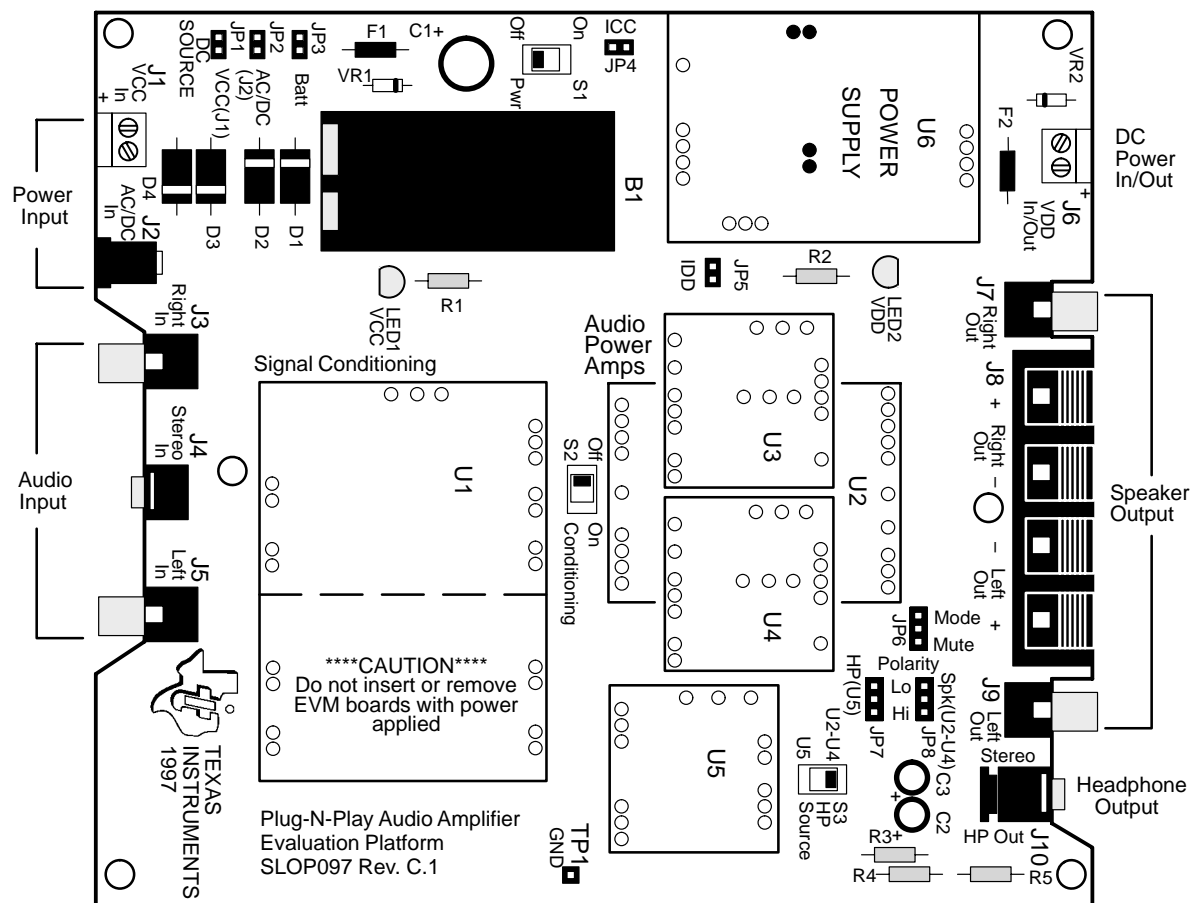 DC
SOURCE
JP1
JP2
JP3
F1
C1+
VR1
Off
On
Pwr
S1
ICC
JP4
VCC(J1)
AC/DC
(J2)
Batt
J1
VCC
In
+
D4
D3
D2
D1
J2
AC/DC
In
B1
POWER
SUPPLY
U6
VR2
F2
J6
VDD
In/Out
+
DC
Power
In/Out
Power
Input
LED1
VCC
R1
IDD
JP5
R2
LED2
VDD
J3
Right
In
J4
Stereo
In
J5
Left
In
Audio
Input
Signal Conditioning
U1
Audio
Power
Amps
S2
Off
On
Conditioning
U3
U2
U4
J7
Right
Out
J8
+
Right
Out
–
–
Left
Out
+
Speaker
Output
JP6
Mode
Mute
Polarity
HP(U5)
Lo
Hi
JP7
JP8
Spk(U2-U4)
J9
Left
Out
****CAUTION****
Do not insert or remove
EVM boards with power
applied
TEXAS
INSTRUMENTS
1997
U5
U5
U2-U4
S3
HP
Source
C3
+
C2
Stereo
HP Out
J10
Headphone
Output
R3+
R4
R5
Plug-N-Play Audio Amplifier
Evaluation Platform
SLOP097 Rev. C.1
TP1
GND